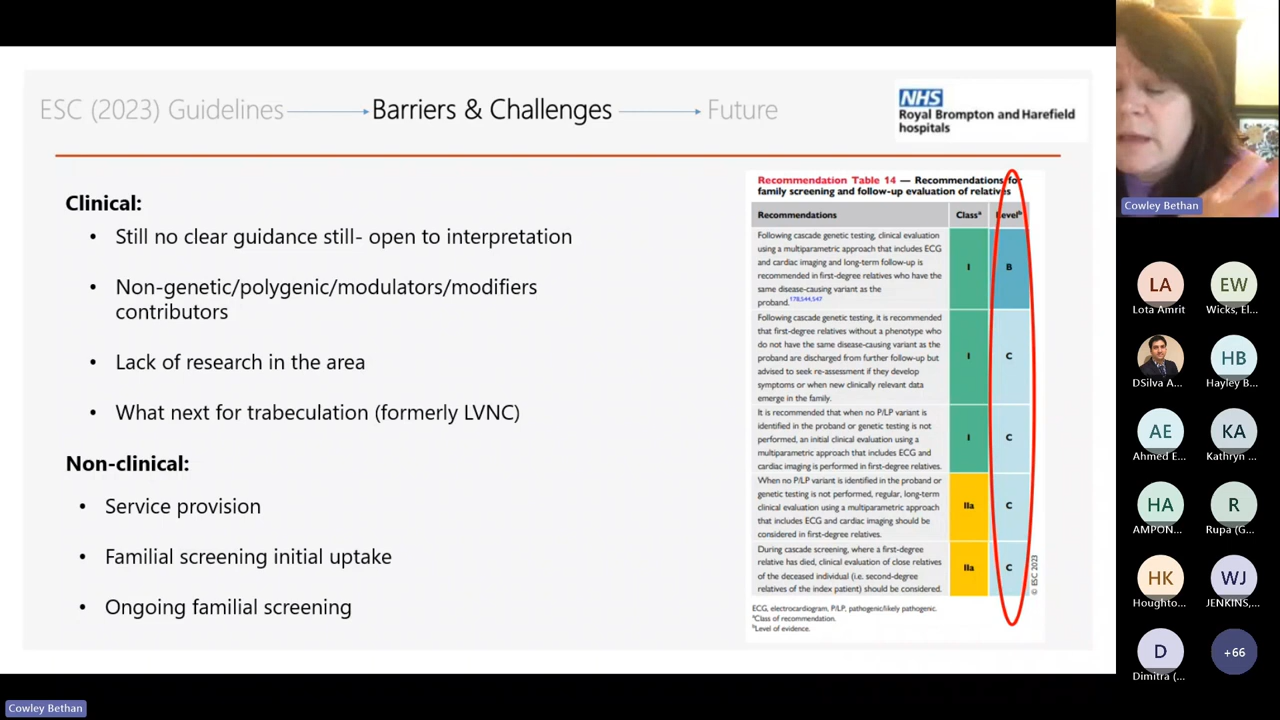 ESC (2023) Guidelines
Barriers & Challenges
Future
NHS
Royal Brompton and Harefield
hospitals
Clinical:
• Still no clear guidance still- open to interpretation
• Non-genetic/polygenic/modulators/modifiers
contributors
• Lack of research in the area
• What next for trabeculation (formerly LVNC)
Non-clinical:
• Service provision
• Familial screening initial uptake
• Ongoing familial screening
Recommendation Table 14 — Recommendations for
family screening and follow-up evaluation of relatives
Recommendations Classᵃ Levelᵇ
Following cascade genetic testing, clinical evaluation
using a multiparametric approach that includes ECG
and cardiac imaging and long-term follow-up is
recommended in first-degree relatives who have the
same disease-causing variant as the
proband.178,544,547
I B
Following cascade genetic testing, it is recommended
that first-degree relatives without a phenotype who
do not have the same disease-causing variant as the
proband are discharged from further follow-up but
advised to seek re-assessment if they develop
symptoms or when new clinically relevant data
emerge in the family.
I C
It is recommended that when no P/LP variant is
identified in the proband or genetic testing is not
performed, an initial clinical evaluation using a
multiparametric approach that includes ECG and
cardiac imaging is performed in first-degree relatives.
I C
When no P/LP variant is identified in the proband or
genetic testing is not performed, regular, long-term
clinical evaluation using a multiparametric approach
that includes ECG and cardiac imaging should be
considered in first-degree relatives.
IIa C
During cascade screening, where a first-degree
relative has died, clinical evaluation of close relatives
of the deceased individual (i.e. second-degree
relatives of the index patient) should be considered.
IIa C
© ESC 2023
ECG, electrocardiogram, P/LP, pathogenic/likely pathogenic.
ᵃClass of recommendation.
ᵇLevel of evidence.
Cowley Bethan
LA
Lota Amrit
EW
Wicks, El...
DSilva A...
HB
Hayley B...
AE
Ahmed E...
KA
Kathryn ...
HA
AMPON...
R
Rupa (G...
HK
Houghto...
WJ
JENKINS,...
D
Dimitra (...
+66
Cowley Bethan